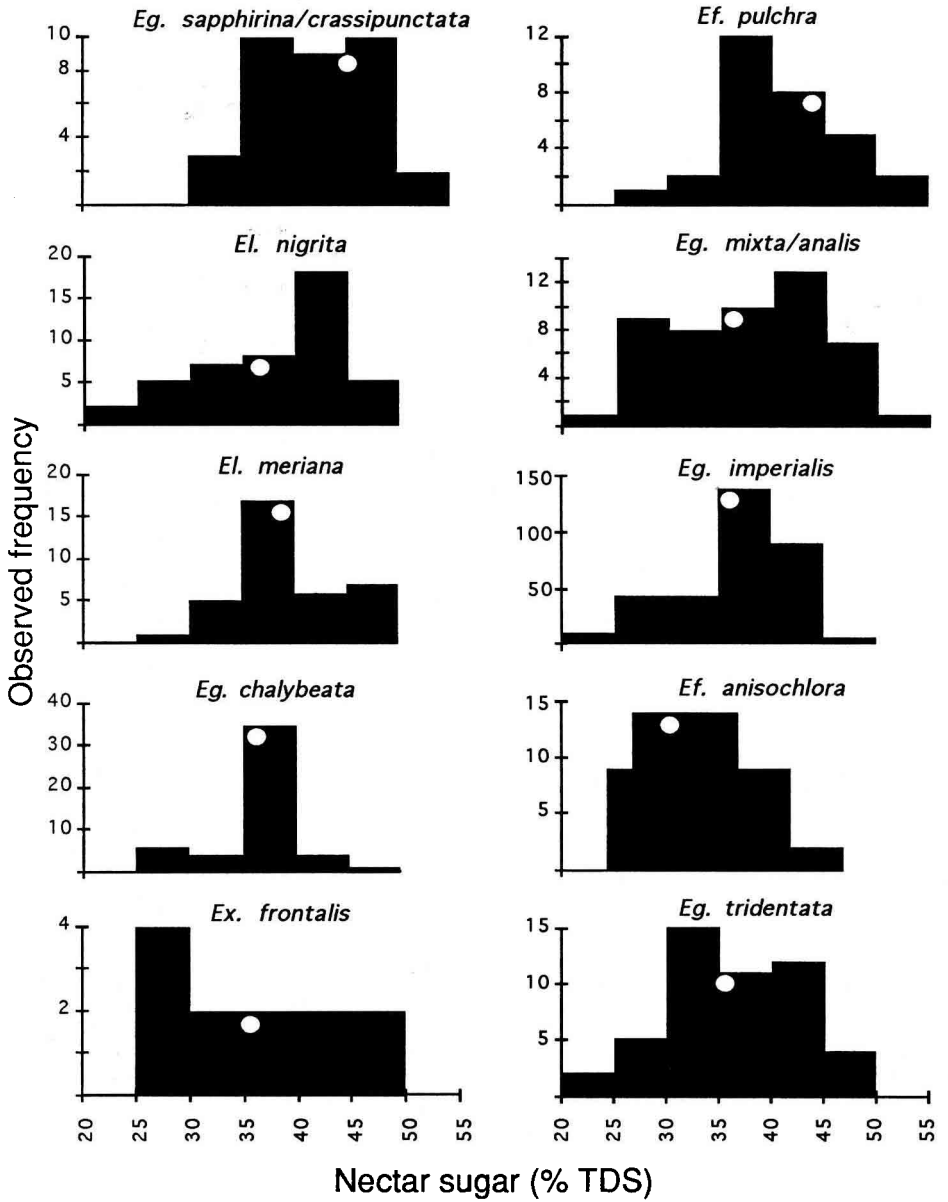 Eg. sapphirina/crassipunctata
10
8
4
Ef. pulchra
12
8
4
El. nigrita
20
15
10
5
Eg. mixta/analis
12
8
4
El. meriana
20
15
10
5
Eg. imperialis
150
100
50
Eg. chalybeata
40
30
20
10
Ef. anisochlora
15
10
5
Ex. frontalis
4
2
Eg. tridentata
15
10
5
20 25 30 35 40 45 50 55
20 25 30 35 40 45 50 55
Observed frequency
Nectar sugar (% TDS)